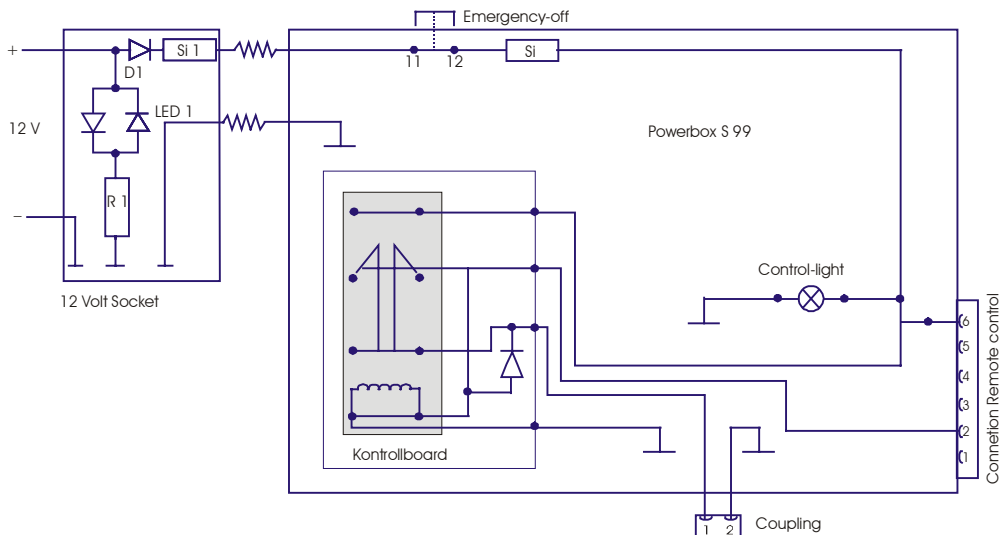 Emergency-off
+
Si 1
Si
11
12
D1
LED 1
12 V
Powerbox S 99
R 1
−
Control-light
12 Volt Socket
6
5
4
3
2
1
Connetion Remote control
Kontrollboard
1 2
Coupling